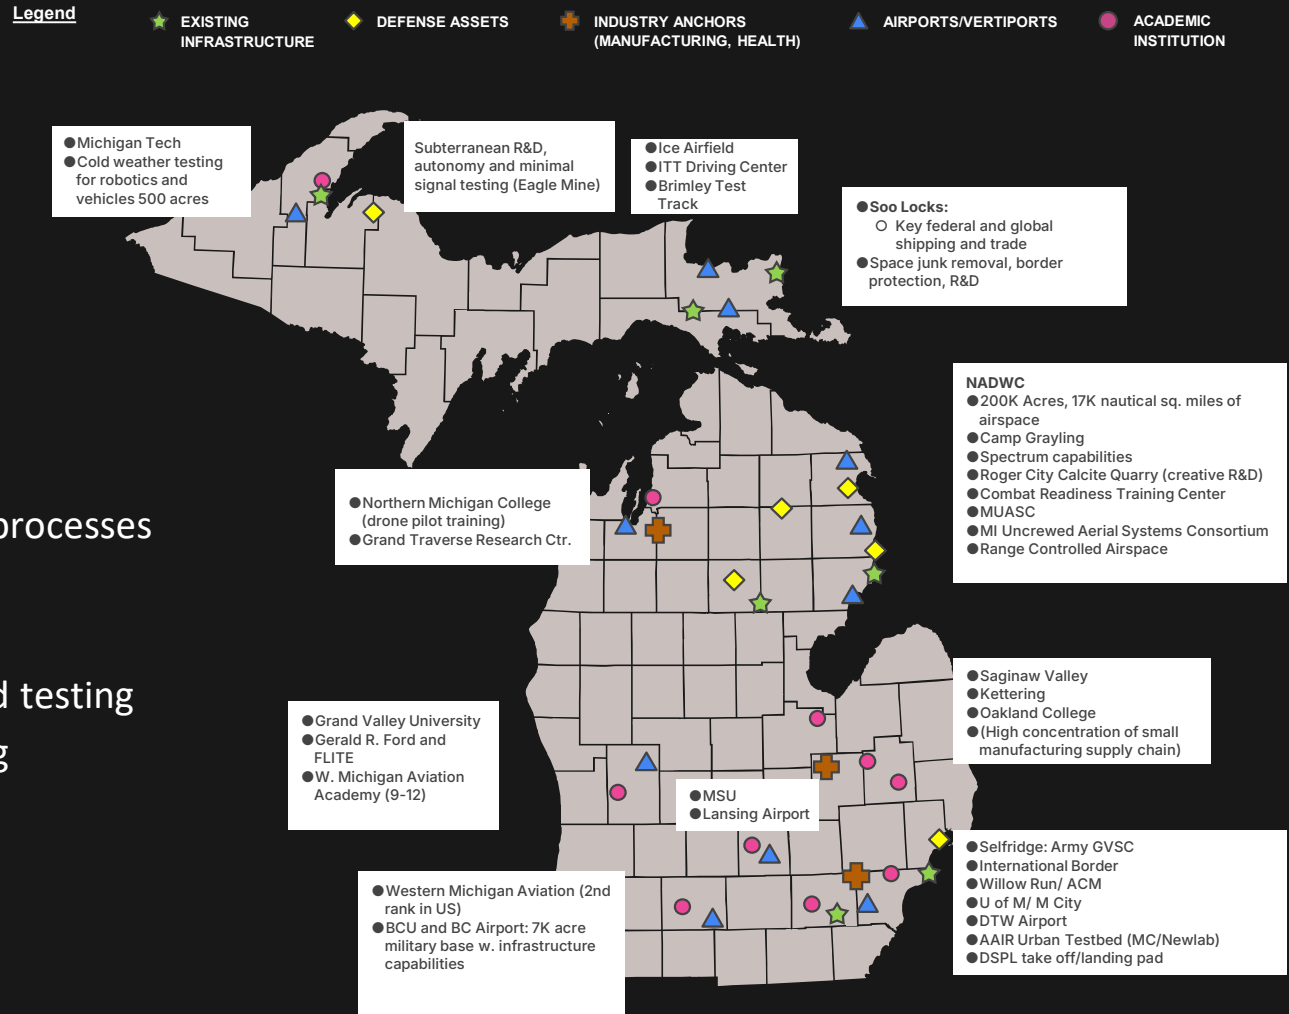 Legend
EXISTING
INFRASTRUCTURE
DEFENSE ASSETS
INDUSTRY ANCHORS
(MANUFACTURING, HEALTH)
AIRPORTS/VERTIPORTS
ACADEMIC
INSTITUTION
●Michigan Tech
●Cold weather testing
for robotics and
vehicles 500 acres
Subterranean R&D,
autonomy and minimal
signal testing (Eagle Mine)
●Ice Airfield
●ITT Driving Center
●Brimley Test
Track
●Soo Locks:
○ Key federal and global
shipping and trade
●Space junk removal, border
protection, R&D
NADWC
●200K Acres, 17K nautical sq. miles of
airspace
●Camp Grayling
●Spectrum capabilities
●Roger City Calcite Quarry (creative R&D)
●Combat Readiness Training Center
●MUASC
●MI Uncrewed Aerial Systems Consortium
●Range Controlled Airspace
●Northern Michigan College
(drone pilot training)
●Grand Traverse Research Ctr.
processes
d testing
g
●Saginaw Valley
●Kettering
●Oakland College
●(High concentration of small
manufacturing supply chain)
●Grand Valley University
●Gerald R. Ford and
FLITE
●W. Michigan Aviation
Academy (9-12)
●MSU
●Lansing Airport
●Selfridge: Army GVSC
●International Border
●Willow Run/ ACM
●U of M/ M City
●DTW Airport
●AAIR Urban Testbed (MC/Newlab)
●DSPL take off/landing pad
●Western Michigan Aviation (2nd
rank in US)
●BCU and BC Airport: 7K acre
military base w. infrastructure
capabilities